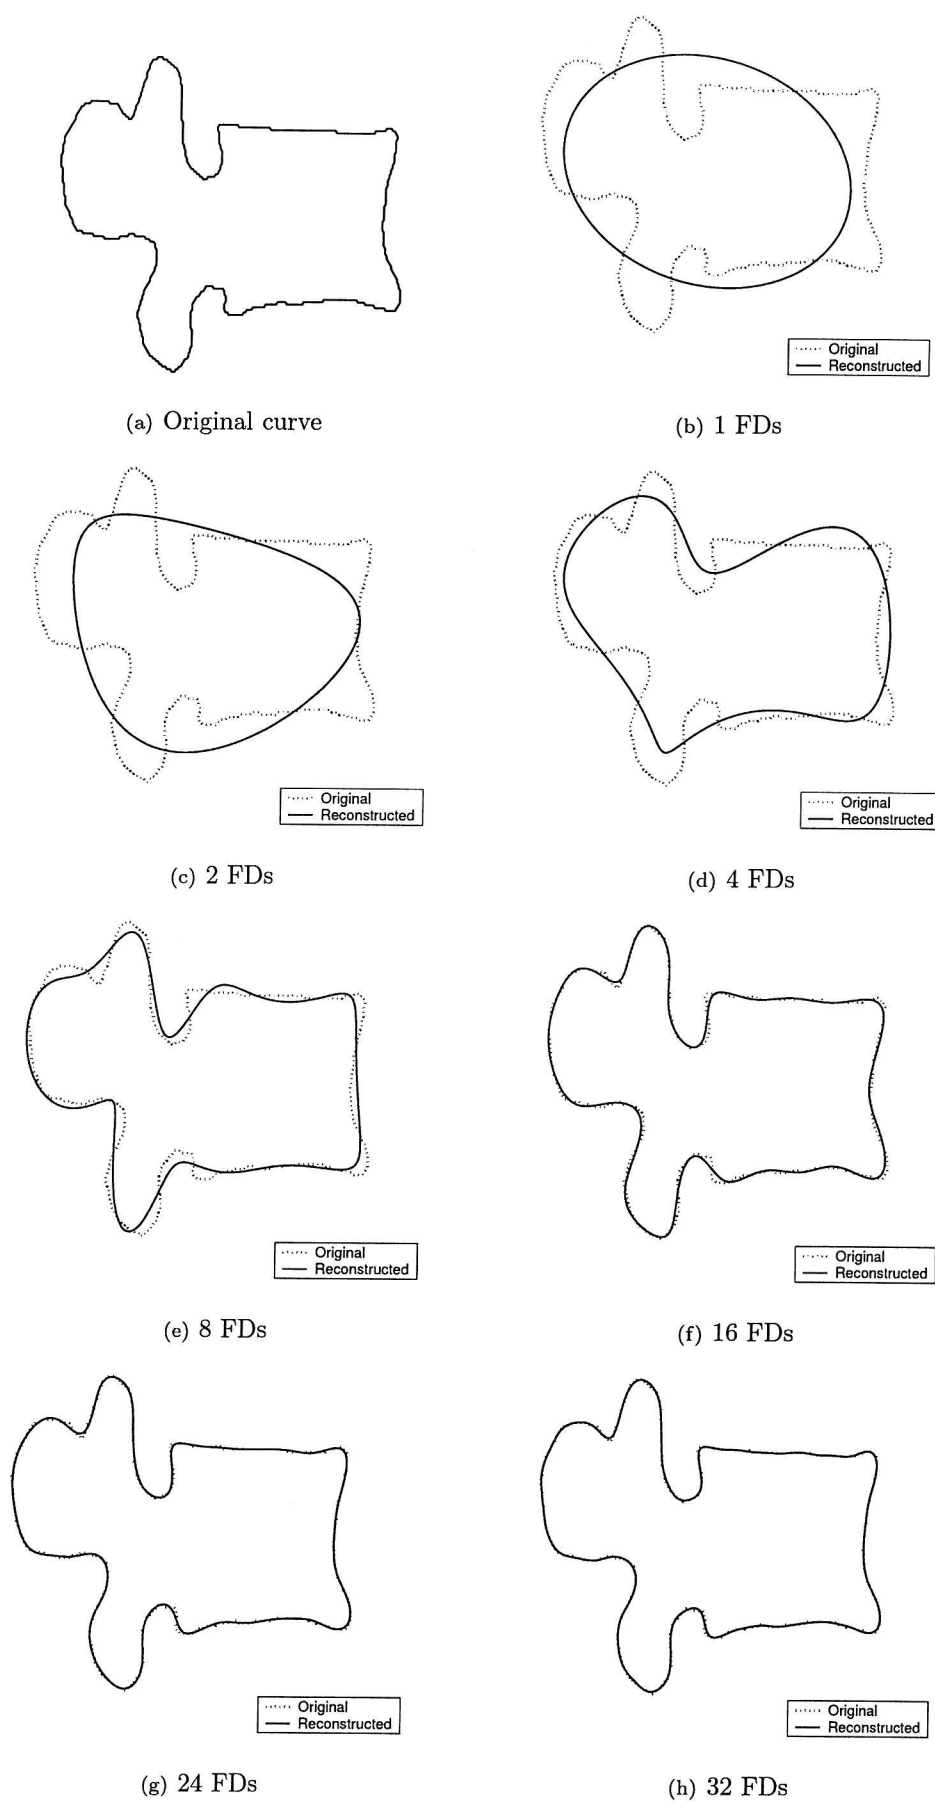 (a) Original curve
Original
Reconstructed
(b) 1 FDs
Original
Reconstructed
(c) 2 FDs
Original
Reconstructed
(d) 4 FDs
Original
Reconstructed
(e) 8 FDs
Original
Reconstructed
(f) 16 FDs
Original
Reconstructed
(g) 24 FDs
Original
Reconstructed
(h) 32 FDs